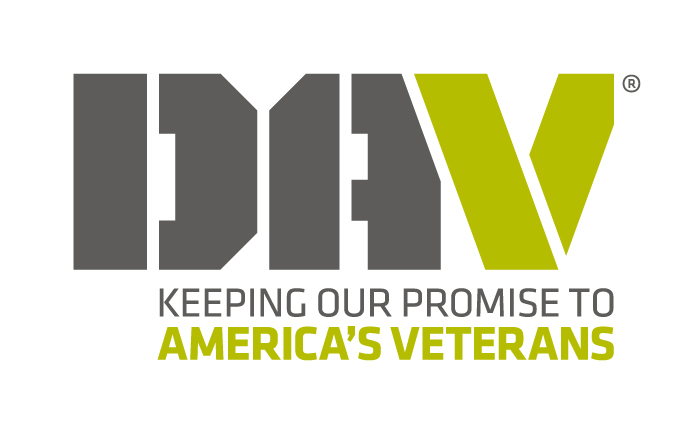 DAV®
KEEPING OUR PROMISE TO
AMERICA'S VETERANS